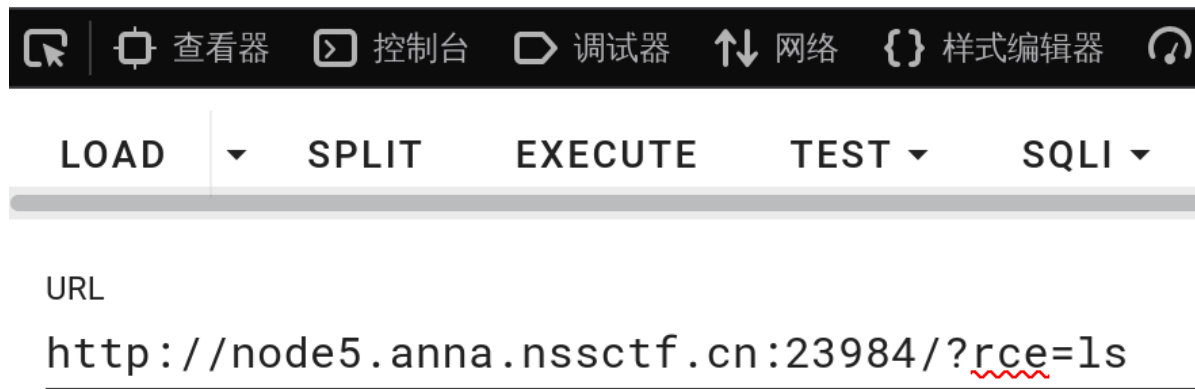 查看器 控制台 调试器 网络 {} 样式编辑器
LOAD SPLIT EXECUTE TEST SQLI
URL
http://node5.anna.nssctf.cn:23984/?rce=ls